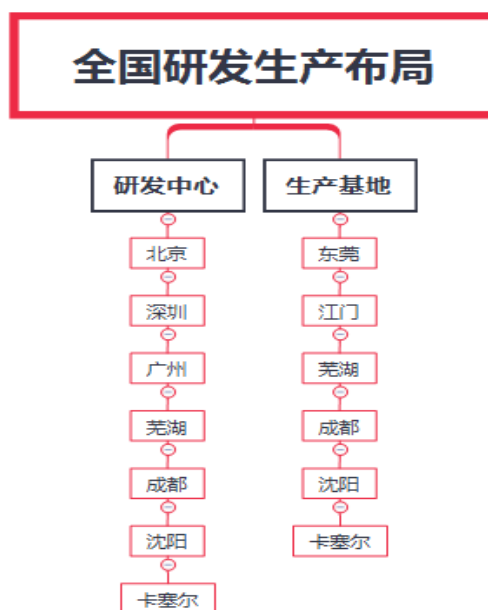 全国研发生产布局
研发中心
生产基地
北京
东莞
深圳
江门
广州
芜湖
芜湖
成都
成都
沈阳
沈阳
卡塞尔
卡塞尔